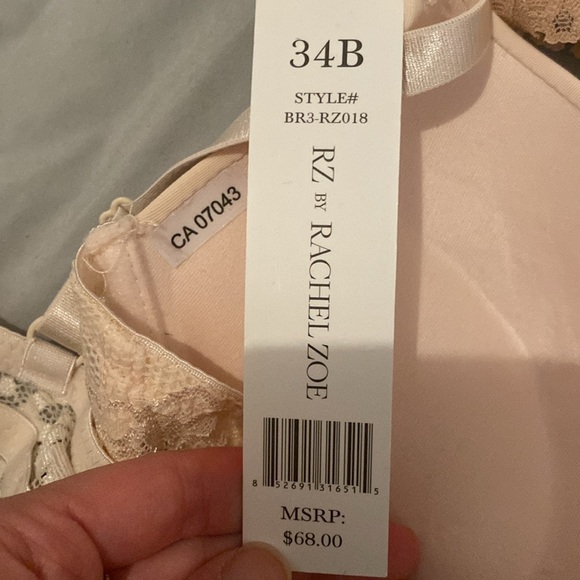 34B
STYLE#
BR3-RZ018
RZ BY RACHEL ZOE
CA 07043
8 52691 31651 5
MSRP:
$68.00